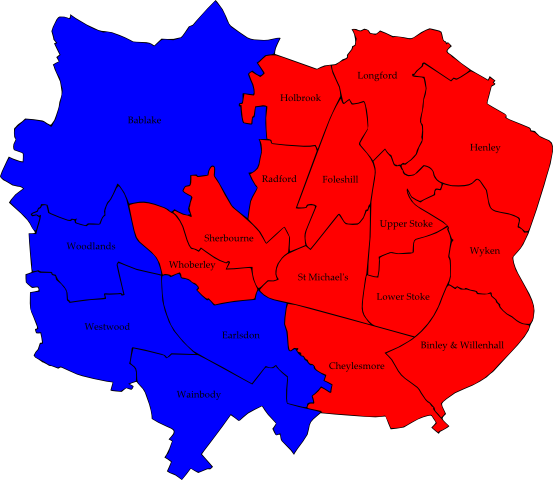 Longford
Holbrook
Bablake
Henley
Radford
Foleshill
Upper Stoke
Sherbourne
Woodlands
Wyken
Whoberley
St Michael's
Lower Stoke
Westwood
Earlsdon
Binley & Willenhall
Cheylesmore
Wainbody